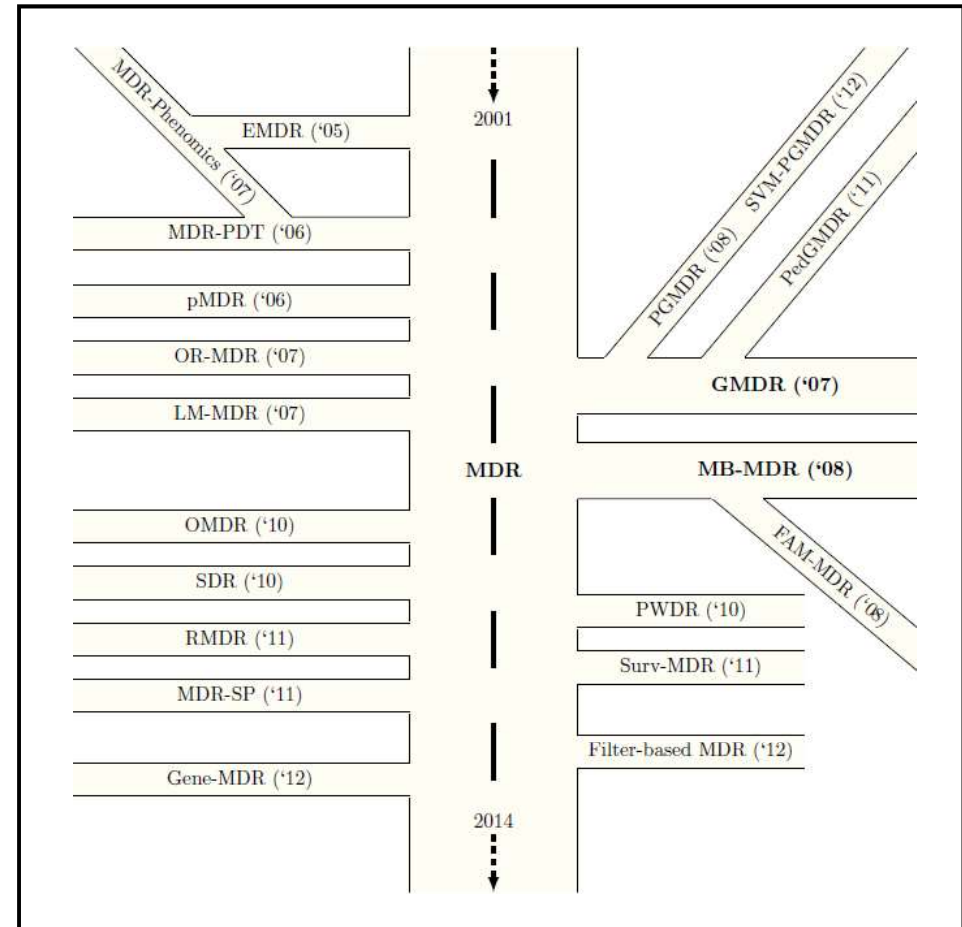 MDR-Phenomics (‘07)
EMDR (‘05)
MDR-PDT (‘06)
pMDR (‘06)
OR-MDR (‘07)
LM-MDR (‘07)
OMDR (‘10)
SDR (‘10)
RMDR (‘11)
MDR-SP (‘11)
Gene-MDR (‘12)
2001
MDR
2014
PGMDR (‘08) SVM-PGMDR (‘12)
PedGMDR (‘11)
GMDR (‘07)
MB-MDR (‘08)
FAM-MDR (‘08)
PWDR (‘10)
Surv-MDR (‘11)
Filter-based MDR (‘12)